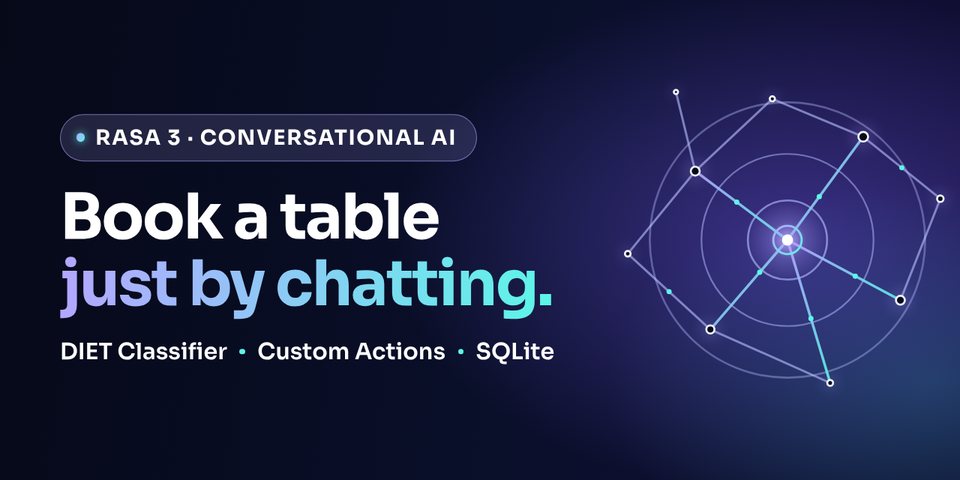 RASA 3 · CONVERSATIONAL AI
Book a table
just by chatting.
DIET Classifier • Custom Actions • SQLite